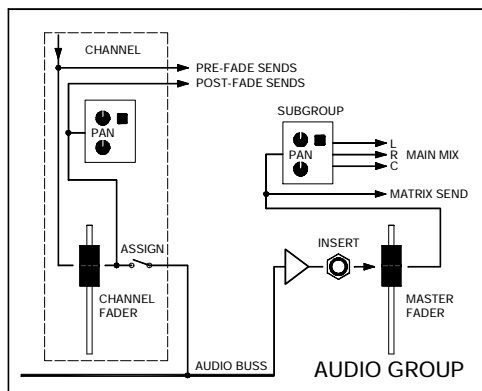 CHANNEL
PRE-FADE SENDS
POST-FADE SENDS
PAN
ASSIGN
CHANNEL
FADER
AUDIO BUSS
SUBGROUP
PAN
L
R MAIN MIX
C
MATRIX SEND
INSERT
MASTER
FADER
AUDIO GROUP